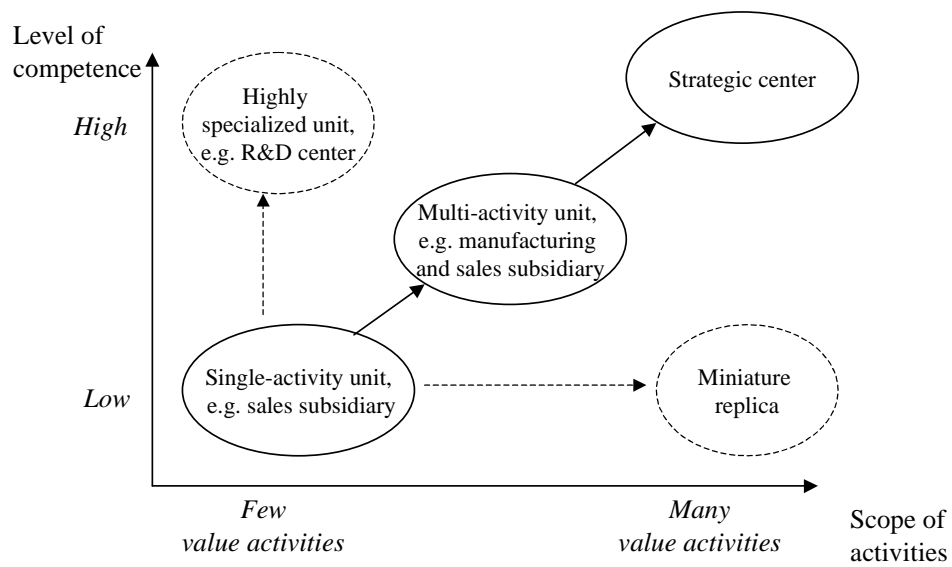 Level of
competence
High
Highly
specialized unit,
e.g. R&D center
Strategic center
Multi-activity unit,
e.g. manufacturing
and sales subsidiary
Low
Single-activity unit,
e.g. sales subsidiary
Miniature
replica
Few
value activities
Many
value activities
Scope of
activities